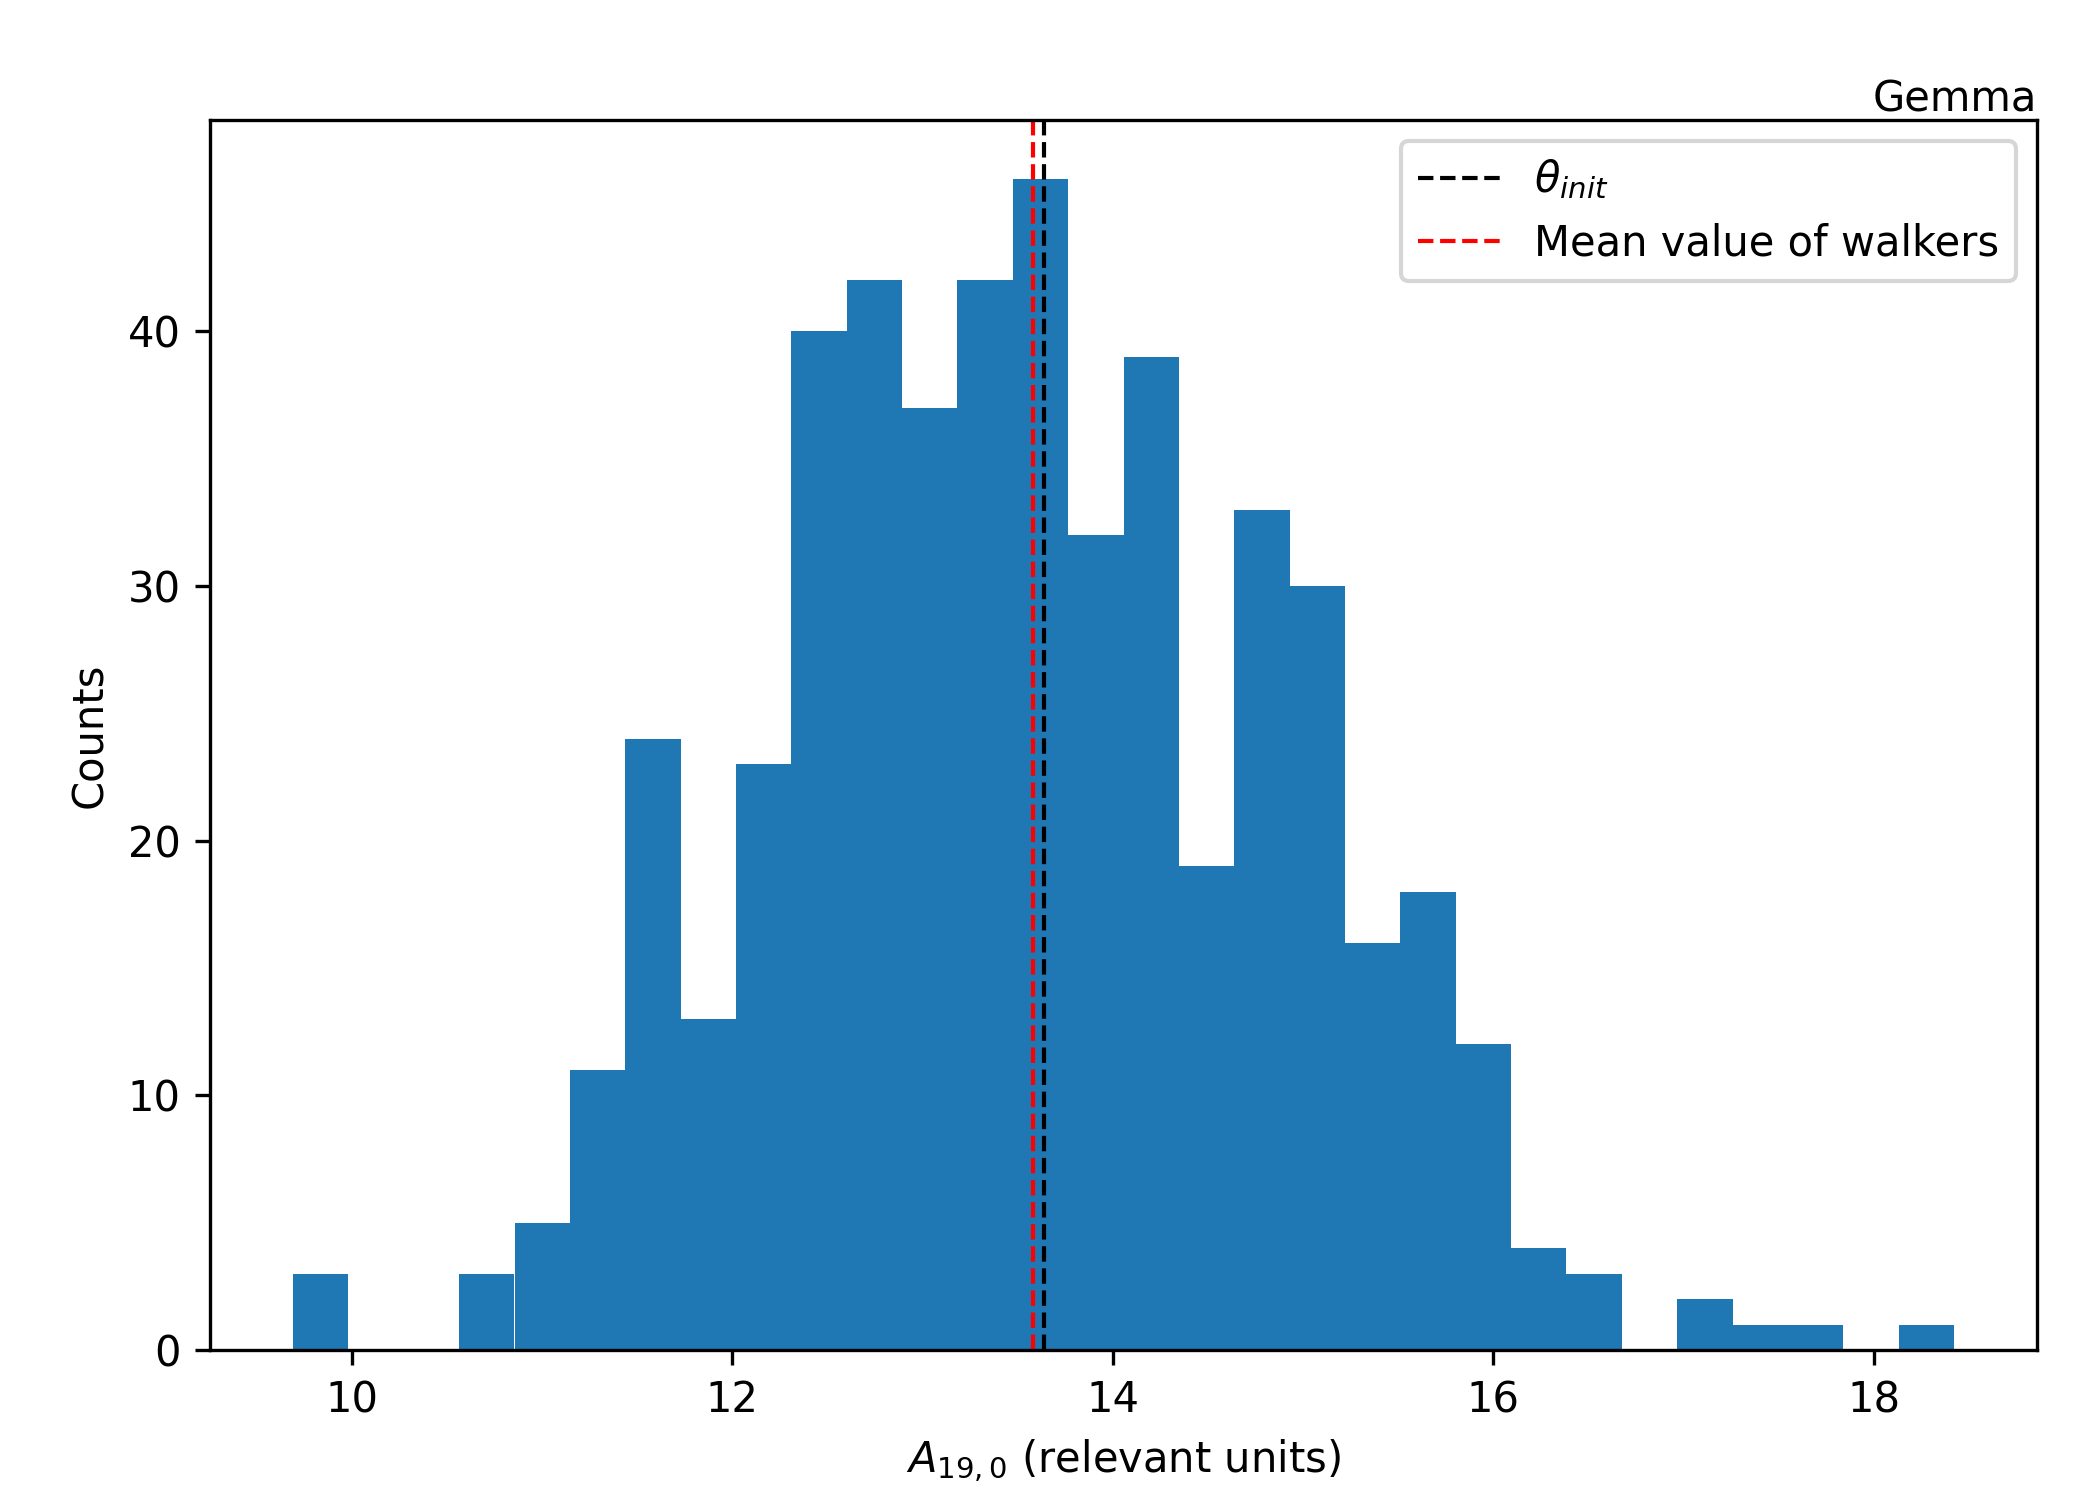 Gemma
θinit
Mean value of walkers
40
30
20
10
0
Counts
10 12 14 16 18
A19,0 (relevant units)